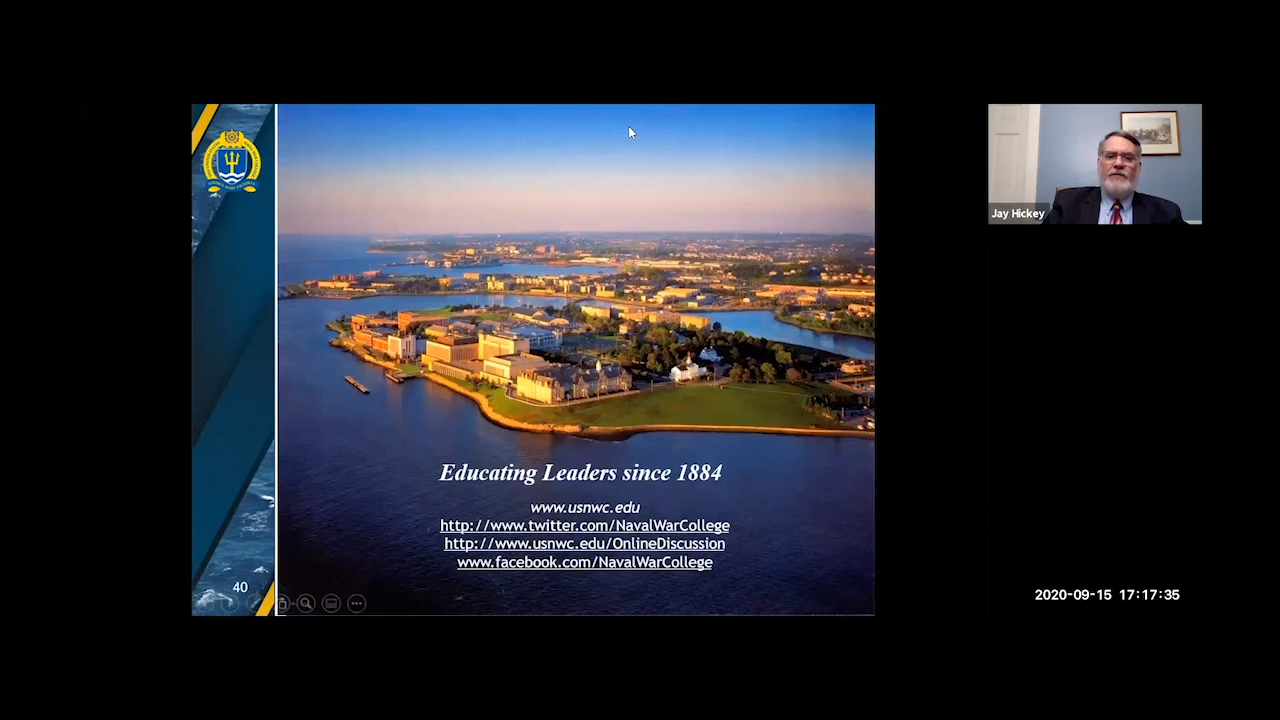 Educating Leaders since 1884
www.usnwc.edu
http://www.twitter.com/NavalWarCollege
http://www.usnwc.edu/OnlineDiscussion
www.facebook.com/NavalWarCollege
40
Jay Hickey
2020-09-15 17:17:35